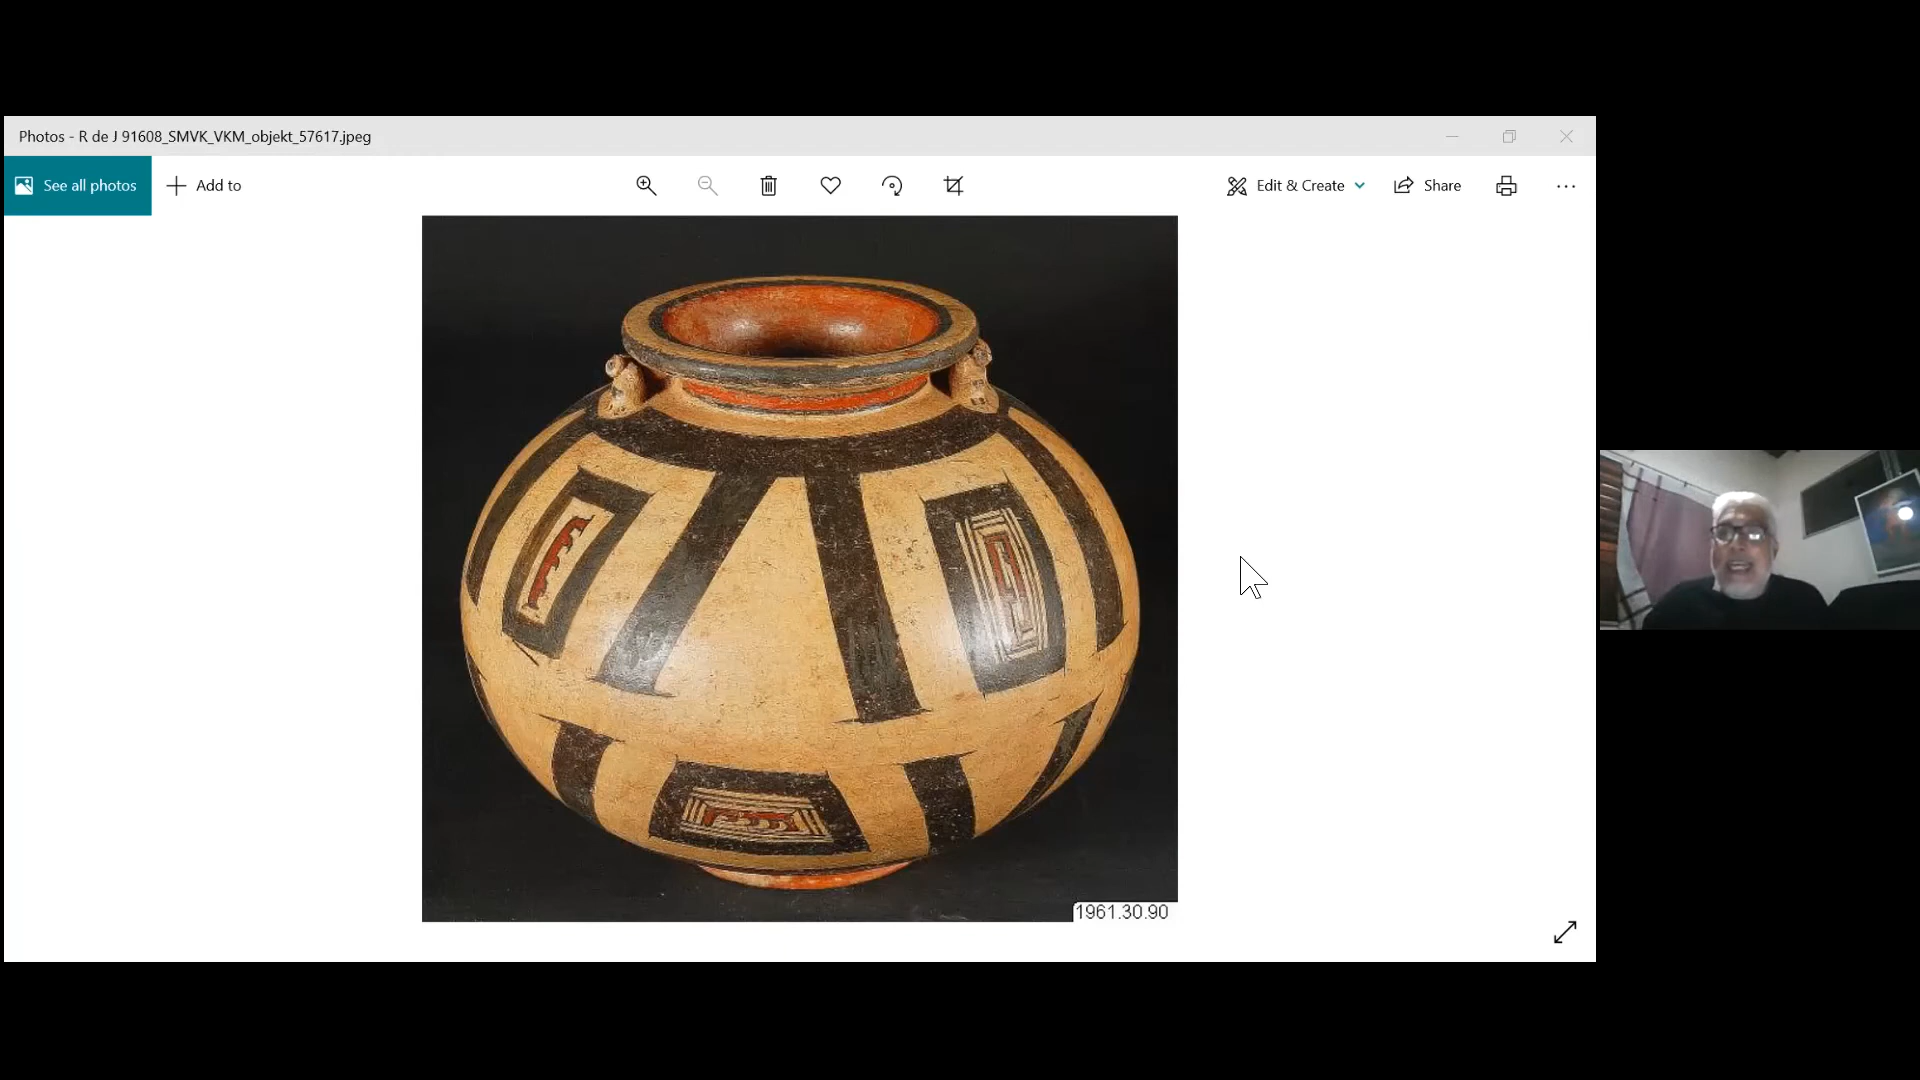 Photos - R de J 91608_SMVK_VKM_objekt_57617.jpeg
See all photos
Add to
Edit & Create
Share
1961.30.90